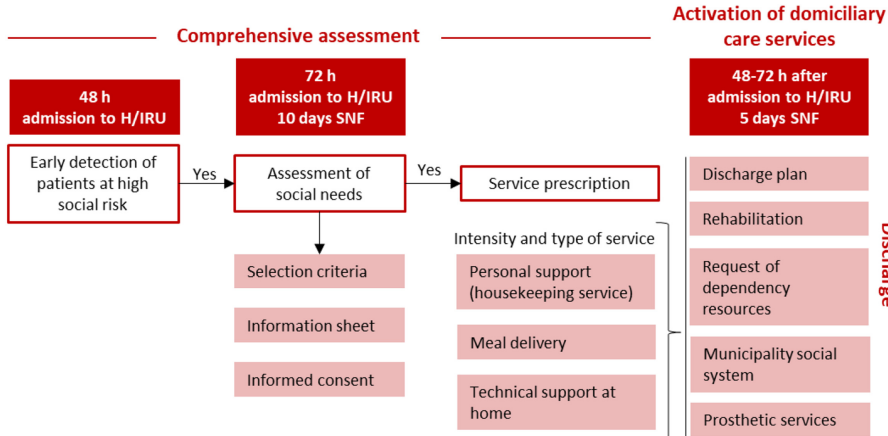 Comprehensive assessment
Activation of domiciliary
care services
48 h
admission to H/IRU
72 h
admission to H/IRU
10 days SNF
48-72 h after
admission to H/IRU
5 days SNF
Early detection of
patients at high
social risk
Yes
Assessment of
social needs
Yes
Service prescription
Selection criteria
Information sheet
Informed consent
Intensity and type of service
Personal support
(housekeeping service)
Meal delivery
Technical support at
home
Discharge plan
Rehabilitation
Request of
dependency
resources
Municipality social
system
Prosthetic services
Discharge